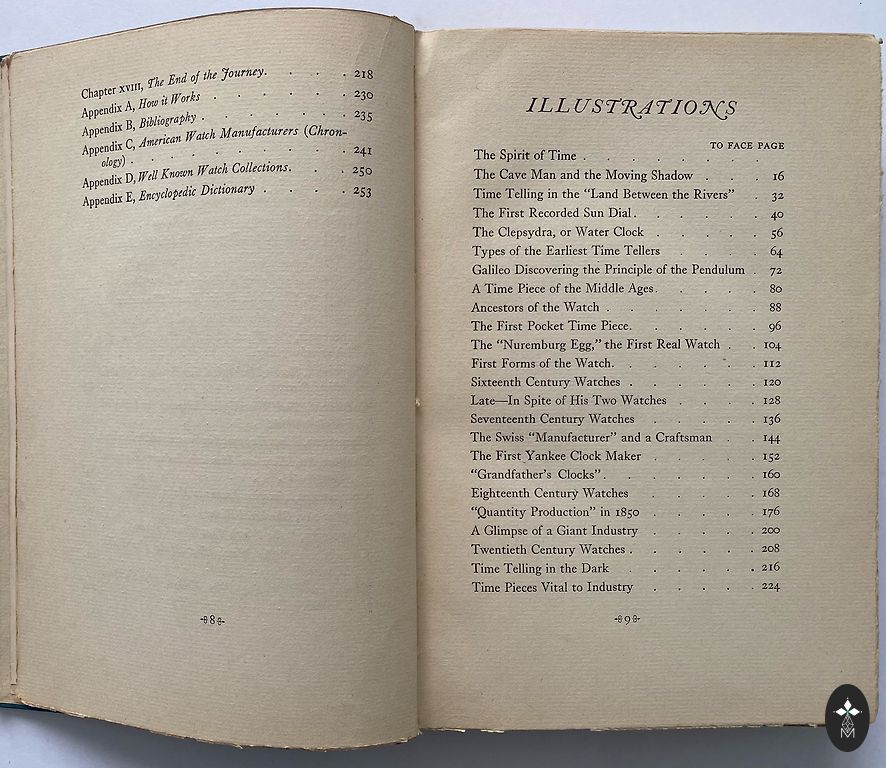 Chapter XVIII, The End of the Journey. . . . 218
Appendix A, How it Works . . . . . 230
Appendix B, Bibliography . . . . . . 235
Appendix C, American Watch Manufacturers (Chron-
ology) . . . . . . . . 241
Appendix D, Well Known Watch Collections. . . 250
Appendix E, Encyclopedic Dictionary . . . . 253
-8-
ILLUSTRATIONS
TO FACE PAGE
The Spirit of Time . . . . . . . .
The Cave Man and the Moving Shadow . . . 16
Time Telling in the “Land Between the Rivers” . 32
The First Recorded Sun Dial. . . . . . 40
The Clepsydra, or Water Clock . . . . . 56
Types of the Earliest Time Tellers . . . . 64
Galileo Discovering the Principle of the Pendulum . 72
A Time Piece of the Middle Ages. . . . . 80
Ancestors of the Watch . . . . . . . 88
The First Pocket Time Piece. . . . . . 96
The “Nuremburg Egg,” the First Real Watch . . 104
First Forms of the Watch. . . . . . . 112
Sixteenth Century Watches . . . . . . 120
Late—In Spite of His Two Watches . . . . 128
Seventeenth Century Watches . . . . . 136
The Swiss “Manufacturer” and a Craftsman . . 144
The First Yankee Clock Maker . . . . . 152
“Grandfather's Clocks”. . . . . . . 160
Eighteenth Century Watches . . . . . 168
“Quantity Production” in 1850 . . . . . 176
A Glimpse of a Giant Industry . . . . . 200
Twentieth Century Watches . . . . . . 208
Time Telling in the Dark . . . . . . 216
Time Pieces Vital to Industry . . . . . 224
-9-
M